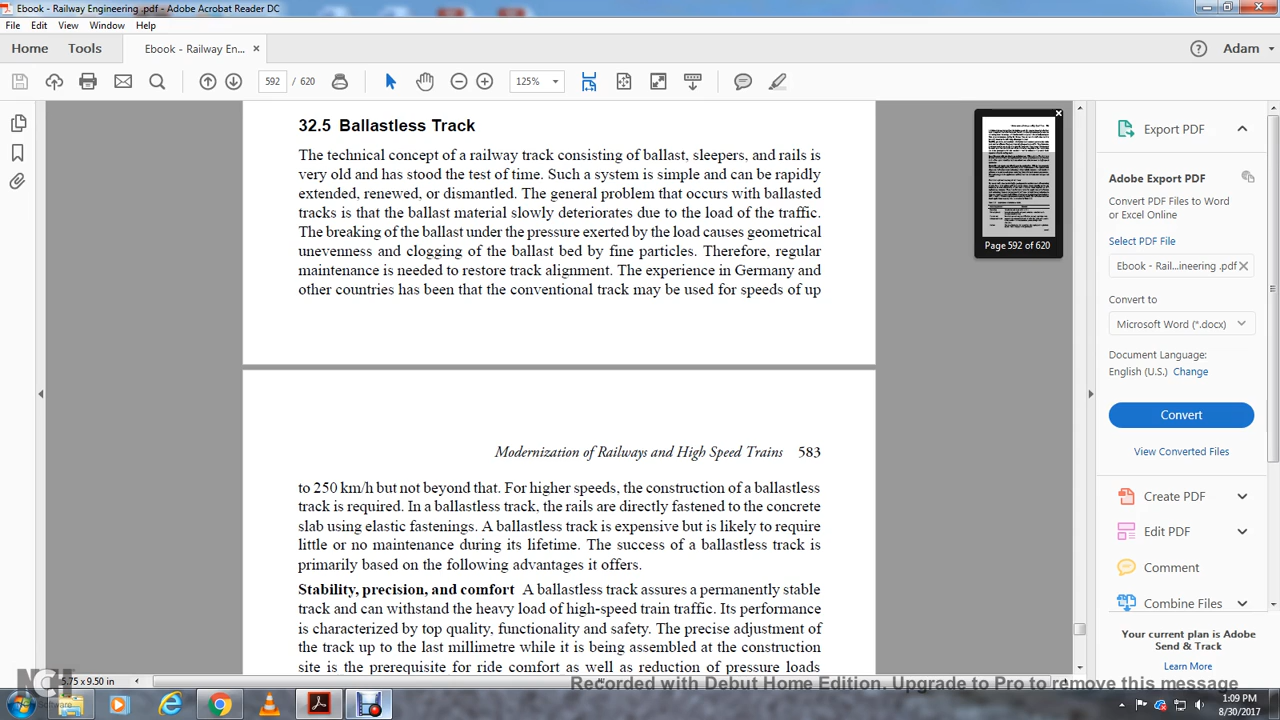 Ebook - Railway Engineering .pdf - Adobe Acrobat Reader DC
File Edit View Window Help
Home Tools Ebook - Railway En... × Adam
592 / 620 125%
32.5 Ballastless Track
The technical concept of a railway track consisting of ballast, sleepers, and rails is
very old and has stood the test of time. Such a system is simple and can be rapidly
extended, renewed, or dismantled. The general problem that occurs with ballasted
tracks is that the ballast material slowly deteriorates due to the load of the traffic.
The breaking of the ballast under the pressure exerted by the load causes geometrical
unevenness and clogging of the ballast bed by fine particles. Therefore, regular
maintenance is needed to restore track alignment. The experience in Germany and
other countries has been that the conventional track may be used for speeds of up
Modernization of Railways and High Speed Trains 583
to 250 km/h but not beyond that. For higher speeds, the construction of a ballastless
track is required. In a ballastless track, the rails are directly fastened to the concrete
slab using elastic fastenings. A ballastless track is expensive but is likely to require
little or no maintenance during its lifetime. The success of a ballastless track is
primarily based on the following advantages it offers.
Stability, precision, and comfort A ballastless track assures a permanently stable
track and can withstand the heavy load of high-speed train traffic. Its performance
is characterized by top quality, functionality and safety. The precise adjustment of
the track up to the last millimetre while it is being assembled at the construction
site is the prerequisite for ride comfort as well as reduction of pressure loads
Page 592 of 620
Export PDF
Adobe Export PDF
Convert PDF Files to Word
or Excel Online
Select PDF File
Ebook - Rail...ineering .pdf ×
Convert to
Microsoft Word (*.docx)
Document Language:
English (U.S.) Change
Convert
View Converted Files
Create PDF
Edit PDF
Comment
Combine Files
Your current plan is Adobe
Send & Track
Learn More
5.75 x 9.50 in
Recorded with Debut Home Edition. Upgrade to Pro to remove this message
NCH
Software
1:09 PM
8/30/2017